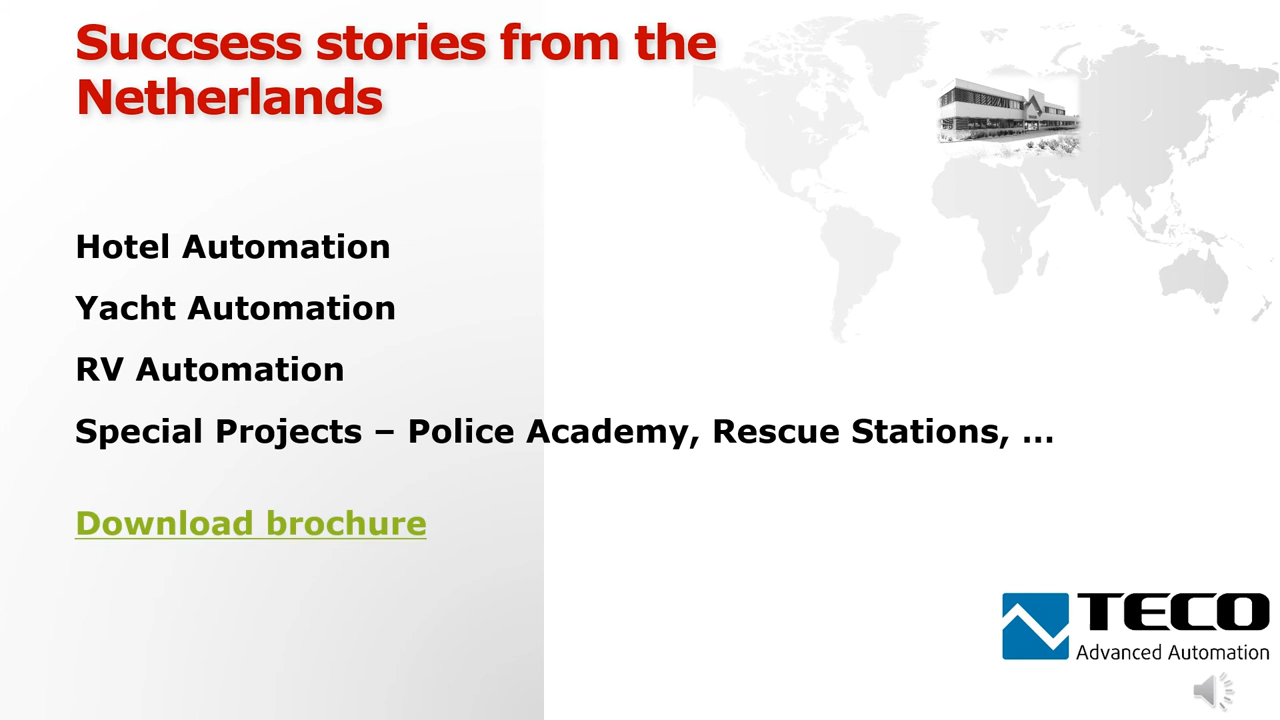 Succsess stories from the
Netherlands
Hotel Automation
Yacht Automation
RV Automation
Special Projects – Police Academy, Rescue Stations, …
Download brochure
TECO
Advanced Automation